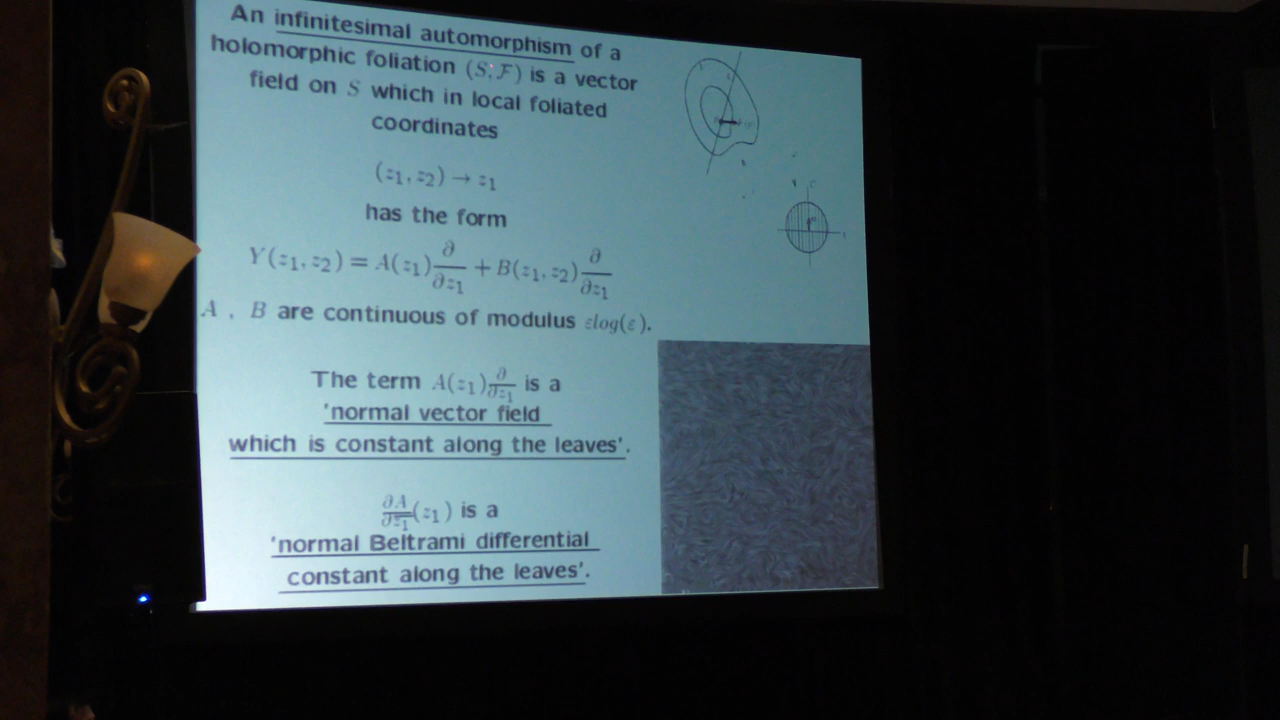 An infinitesimal automorphism of a
holomorphic foliation (S; ℱ) is a vector
field on S which in local foliated
coordinates
(z₁, z₂) → z₁
has the form
Y(z₁, z₂) = A(z₁) ∂/∂z₁ + B(z₁, z₂) ∂/∂z₁
A , B are continuous of modulus εlog(ε).
The term A(z₁) ∂/∂z₁ is a
'normal vector field
which is constant along the leaves'.
∂A/∂z̄₁ (z₁) is a
'normal Beltrami differential
constant along the leaves'.